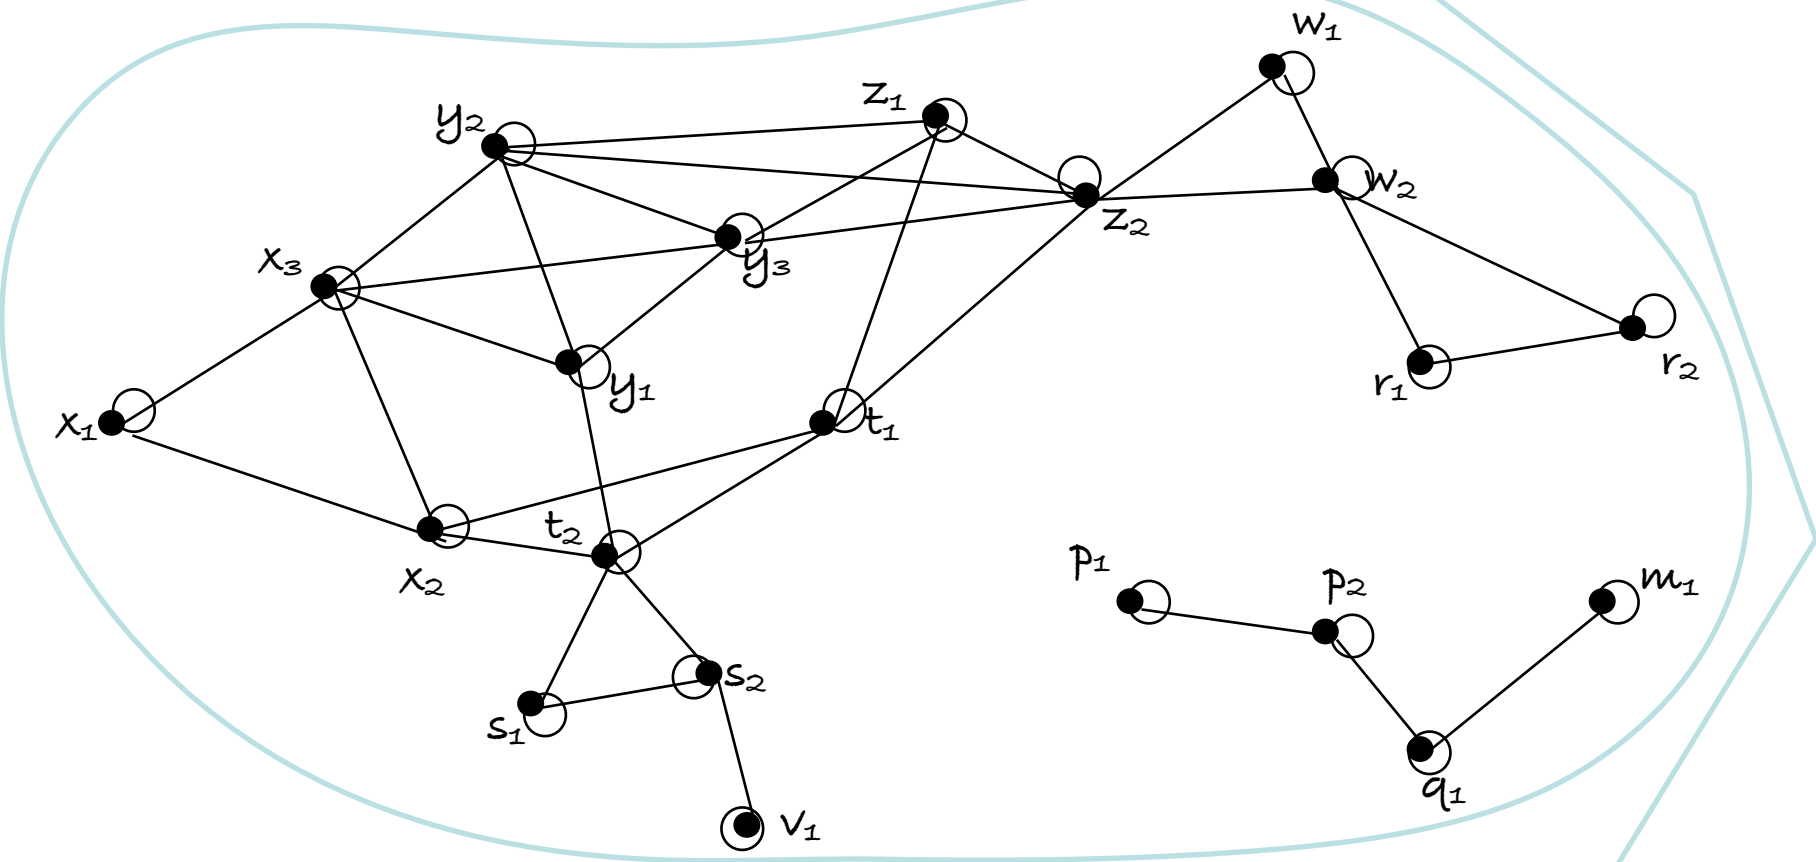 w₁
z₁
y₂
w₂
z₂
x₃
y₃
r₂
r₁
y₁
x₁
t₁
t₂
p₁
p₂
m₁
x₂
s₂
s₁
q₁
v₁